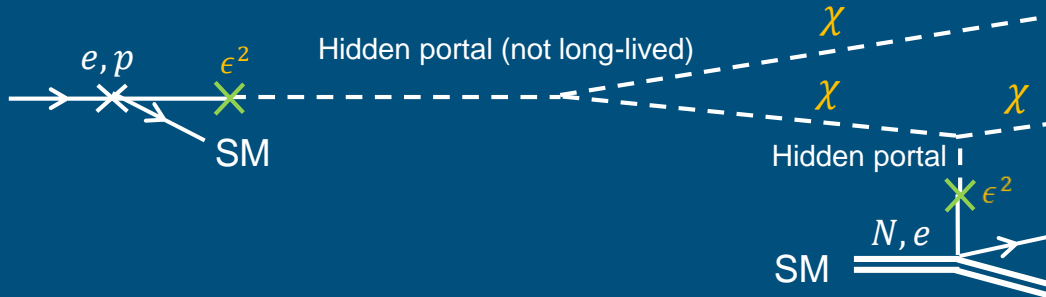 χ
Hidden portal (not long-lived)
e, p
ϵ²
χ
χ
SM
Hidden portal
ϵ²
N, e
SM